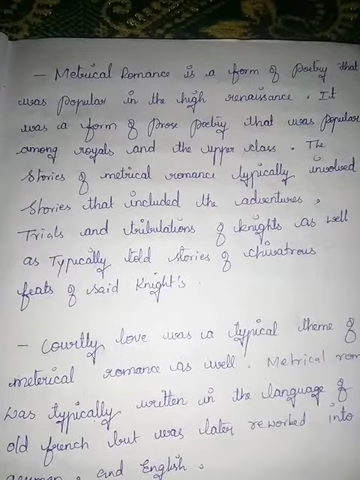 - Metrical Romance is a form of Poetry that
was popular in the high renaissance. It
was a form of prose poetry that was popular
among royals and the upper class. The
Stories of metrical romance typically involved
Stories that included the adventures,
Trials and tribulations of knights as well
as Typically told stories of chivalrous
feats of said Knight's.
- Courtly love was a typical theme of
meterical romance as well. Metrical rom
was typically written in the language of
old french but was later reworked into
and English.